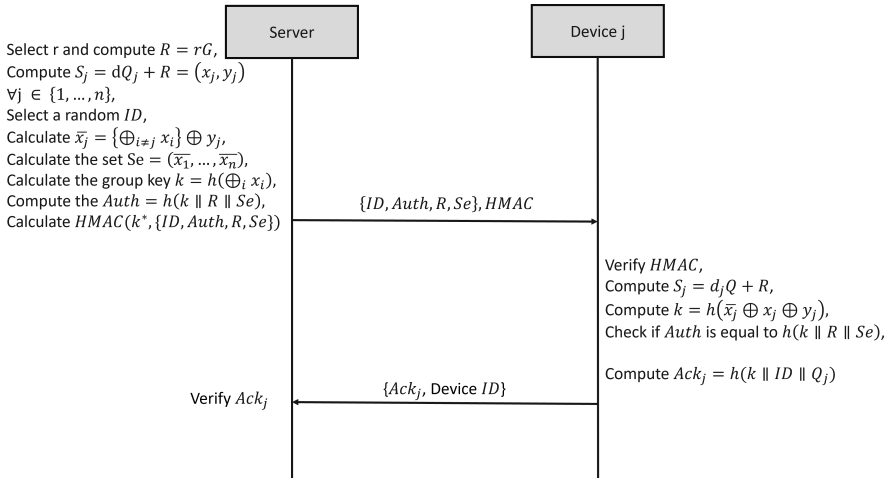 Server
Device j
Select r and compute R = rG,
Compute S_j = dQ_j + R = (x_j, y_j)
∀j ∈ {1, … , n},
Select a random ID,
Calculate x̅_j = {⊕_{i≠j} x_i} ⊕ y_j,
Calculate the set Se = (x̅_1, … , x̅_n),
Calculate the group key k = h(⊕_i x_i),
Compute the Auth = h(k ∥ R ∥ Se),
Calculate HMAC(k*, {ID, Auth, R, Se})
{ID, Auth, R, Se}, HMAC
Verify HMAC,
Compute S_j = d_jQ + R,
Compute k = h(x̅_j ⊕ x_j ⊕ y_j),
Check if Auth is equal to h(k ∥ R ∥ Se),
Compute Ack_j = h(k ∥ ID ∥ Q_j)
{Ack_j, Device ID}
Verify Ack_j